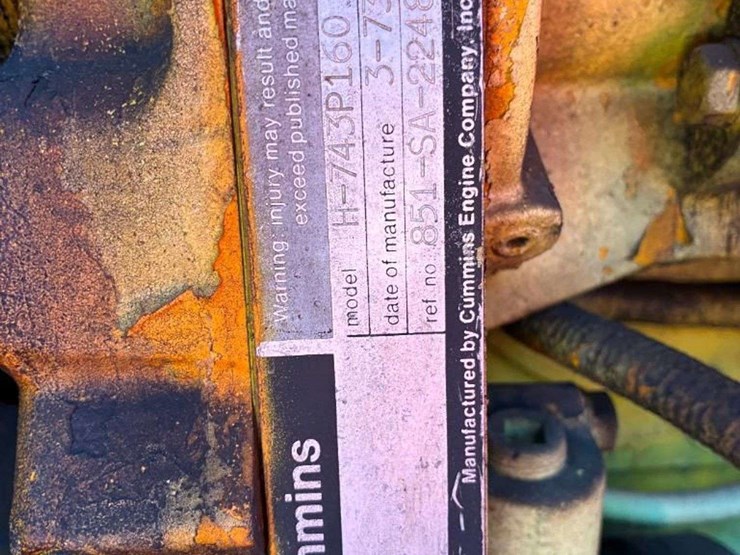 Warning: injury may result and
exceed published ma
model H-743P160
date of manufacture 3-73
ref. no. 851-SA-2248
Manufactured by Cummins Engine Company, Inc
mmins